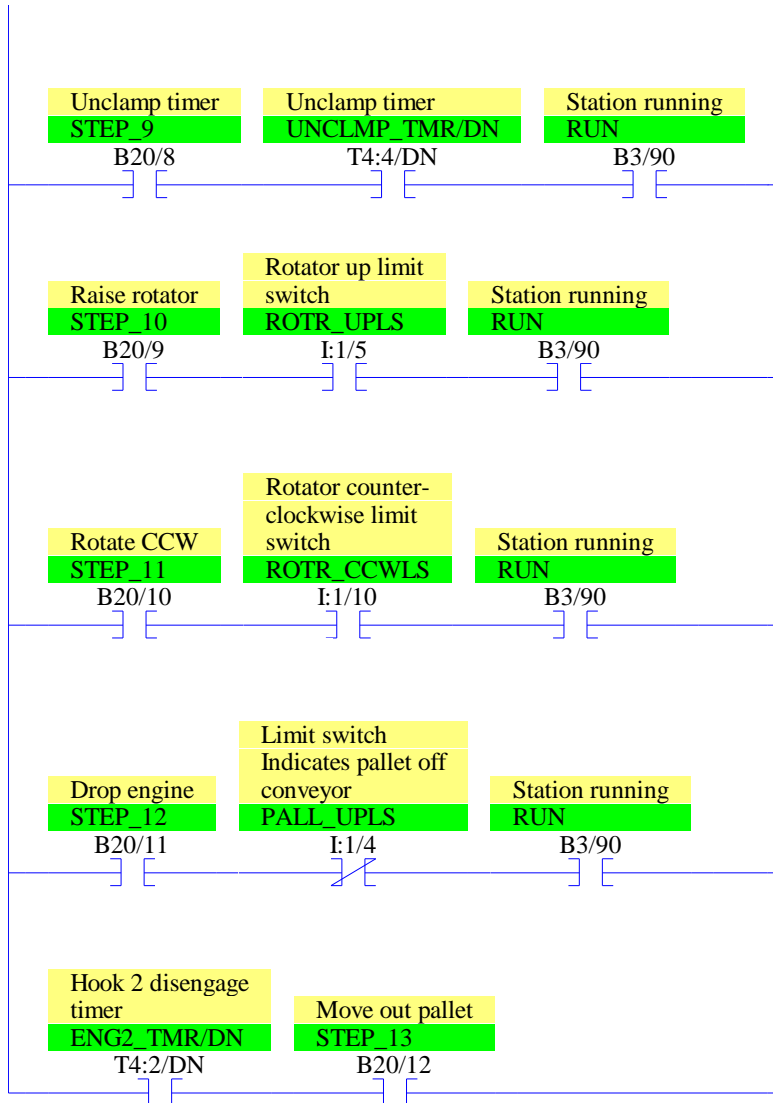 Unclamp timer
STEP_9
B20/8
Unclamp timer
UNCLMP_TMR/DN
T4:4/DN
Station running
RUN
B3/90
Raise rotator
STEP_10
B20/9
Rotator up limit
switch
ROTR_UPLS
I:1/5
Station running
RUN
B3/90
Rotate CCW
STEP_11
B20/10
Rotator counter-
clockwise limit
switch
ROTR_CCWLS
I:1/10
Station running
RUN
B3/90
Drop engine
STEP_12
B20/11
Limit switch
Indicates pallet off
conveyor
PALL_UPLS
I:1/4
Station running
RUN
B3/90
Hook 2 disengage
timer
ENG2_TMR/DN
T4:2/DN
Move out pallet
STEP_13
B20/12